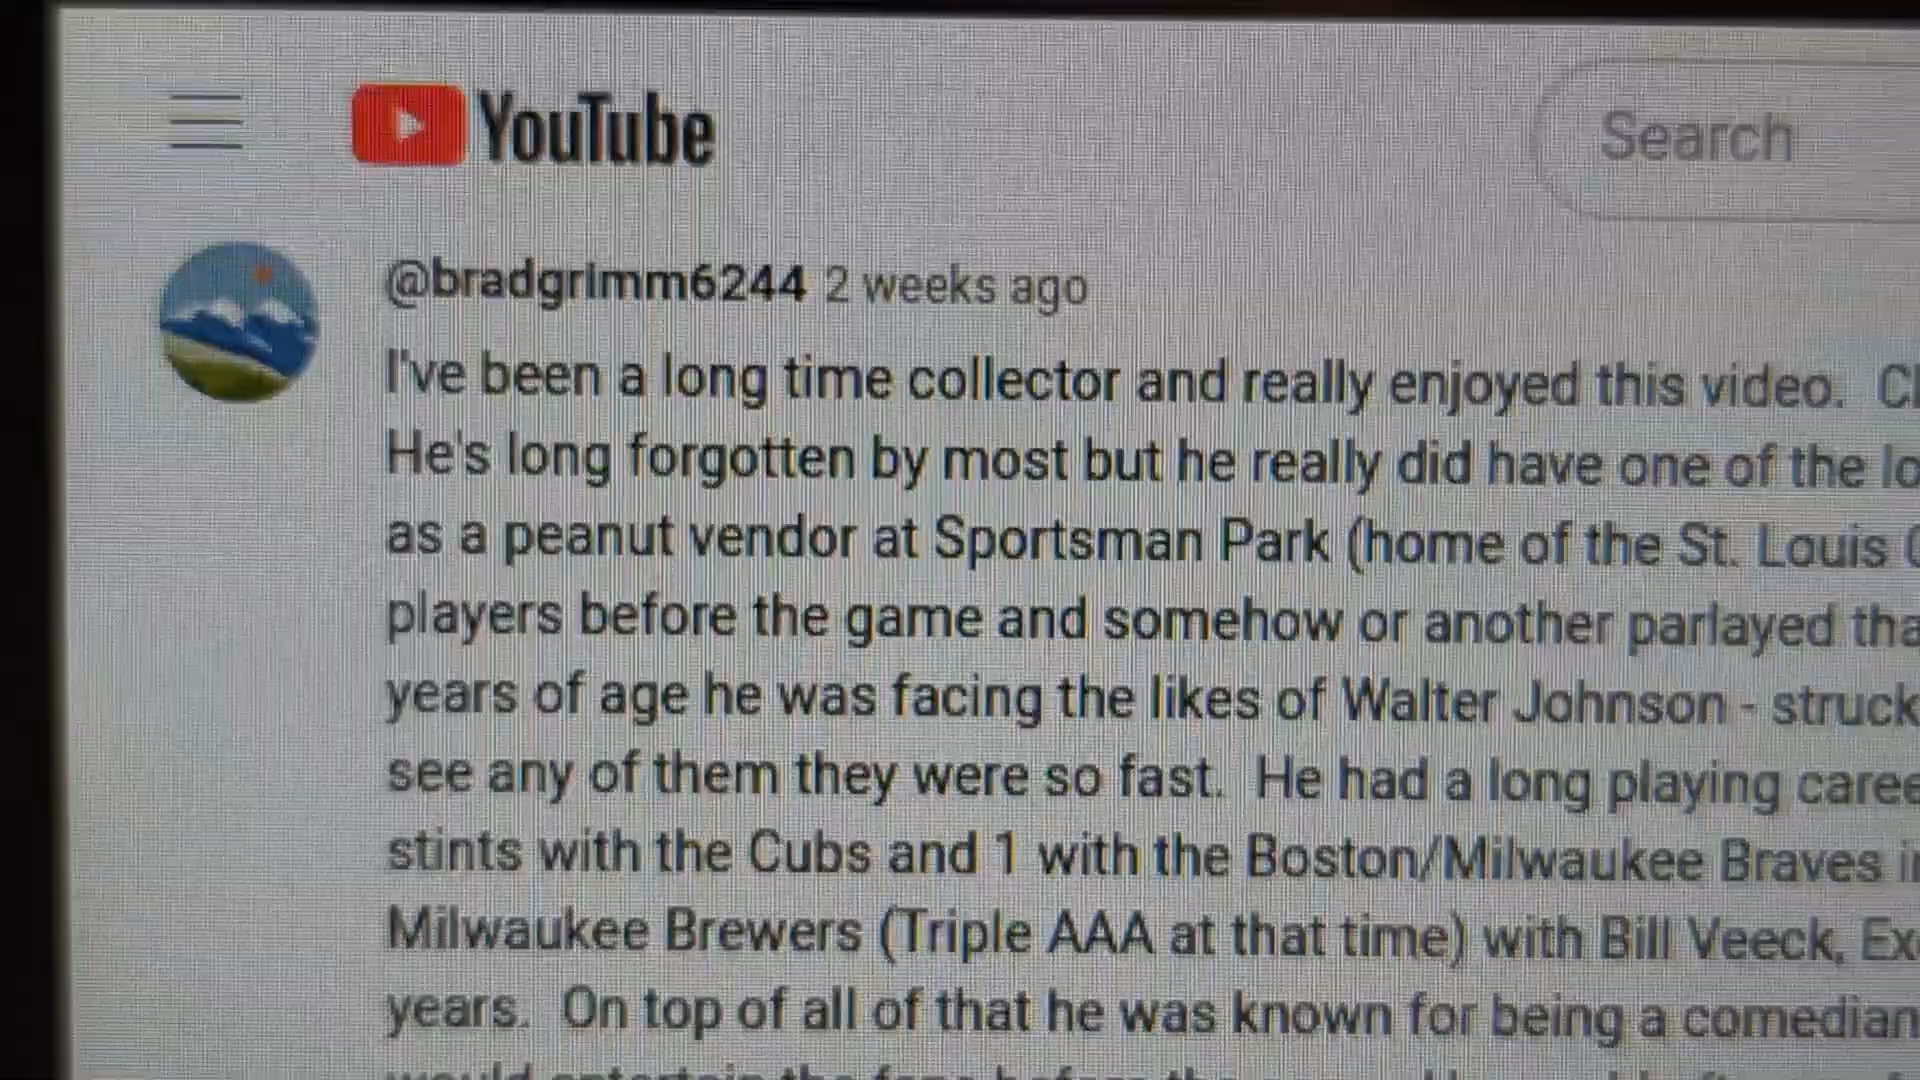 YouTube
Search
@bradgrimm6244 2 weeks ago
I've been a long time collector and really enjoyed this video.
He's long forgotten by most but he really did have one of the
as a peanut vendor at Sportsman Park (home of the St. Louis
players before the game and somehow or another parlayed
years of age he was facing the likes of Walter Johnson - struck
see any of them they were so fast. He had a long playing
stints with the Cubs and 1 with the Boston/Milwaukee Braves
Milwaukee Brewers (Triple AAA at that time) with Bill Veeck,
years. On top of all of that he was known for being a comedian